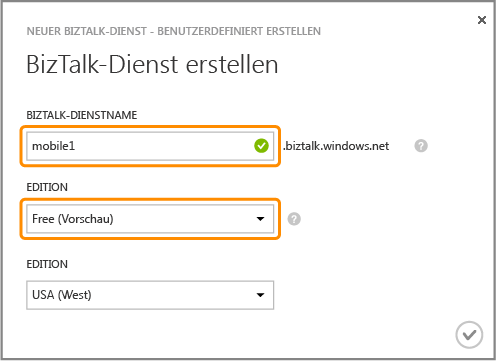 NEUER BIZTALK-DIENST - BENUTZERDEFINIERT ERSTELLEN
BizTalk-Dienst erstellen
BIZTALK-DIENSTNAME
mobile1 .biztalk.windows.net ?
EDITION
Free (Vorschau) ?
EDITION
USA (West)